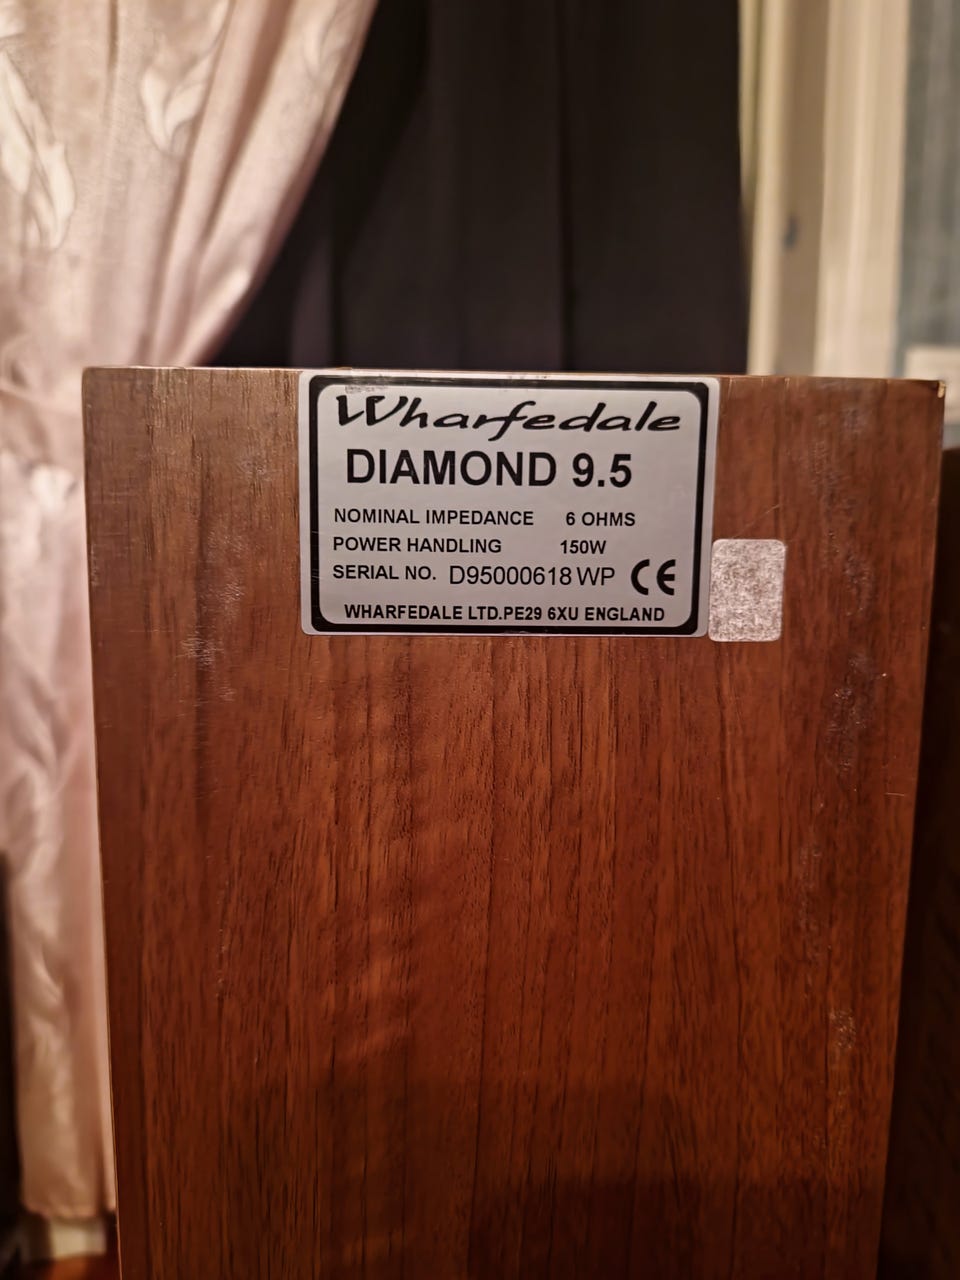 Wharfedale
DIAMOND 9.5
NOMINAL IMPEDANCE 6 OHMS
POWER HANDLING 150W
SERIAL NO. D95000618 WP CE
WHARFEDALE LTD.PE29 6XU ENGLAND